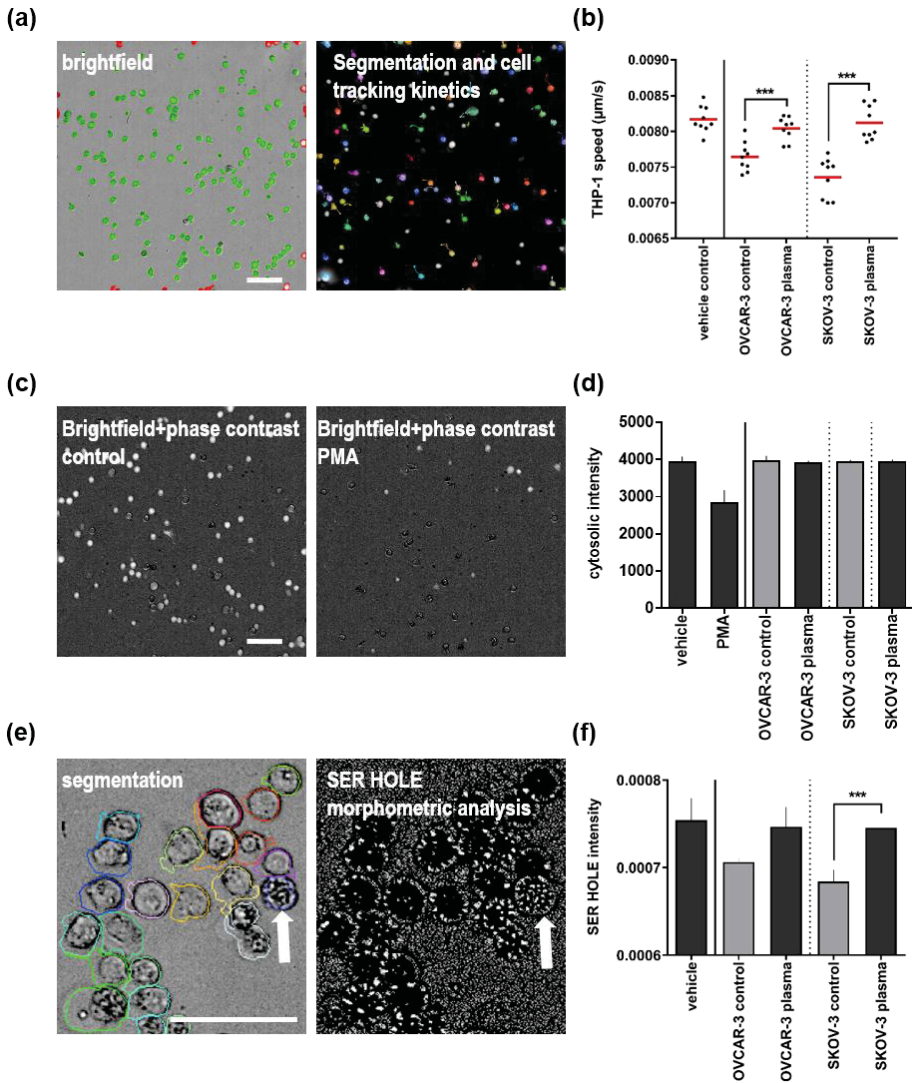 (a)
brightfield
Segmentation and cell
tracking kinetics
(b)
THP-1 speed (µm/s)
0.0090
0.0085
0.0080
0.0075
0.0070
0.0065
***
***
vehicle control
OVCAR-3 control
OVCAR-3 plasma
SKOV-3 control
SKOV-3 plasma
(c)
Brightfield+phase contrast
control
Brightfield+phase contrast
PMA
(d)
cytosolic intensity
5000
4000
3000
2000
1000
0
vehicle
PMA
OVCAR-3 control
OVCAR-3 plasma
SKOV-3 control
SKOV-3 plasma
(e)
segmentation
SER HOLE
morphometric analysis
(f)
SER HOLE intensity
0.0008
0.0007
0.0006
***
vehicle
OVCAR-3 control
OVCAR-3 plasma
SKOV-3 control
SKOV-3 plasma